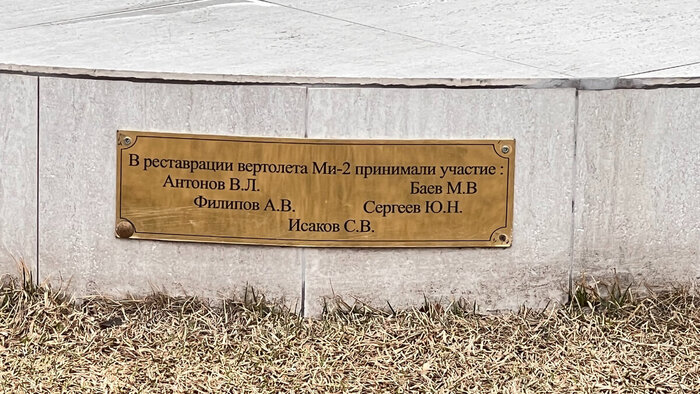 В реставрации вертолета Ми-2 принимали участие :
Антонов В.Л. Баев М.В
Филипов А.В. Сергеев Ю.Н.
Исаков С.В.